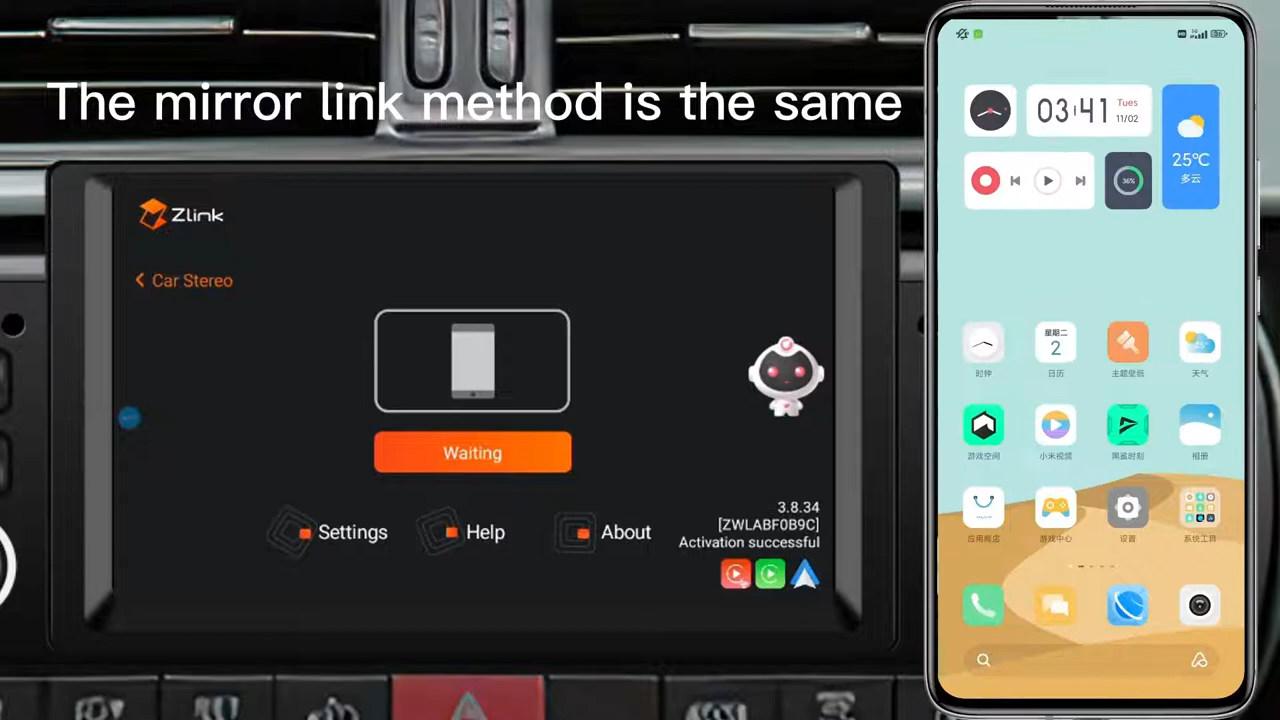 The mirror link method is the same
Zlink
Car Stereo
Waiting
Settings
Help
About
3.8.34
[ZWLABF0B9C]
Activation successful
03:41
Tues
11/02
25℃
多云
36%
星期二
2
时钟
日历
主题壁纸
天气
游戏空间
小米视频
黑鲨时刻
相册
应用商店
游戏中心
设置
系统工具